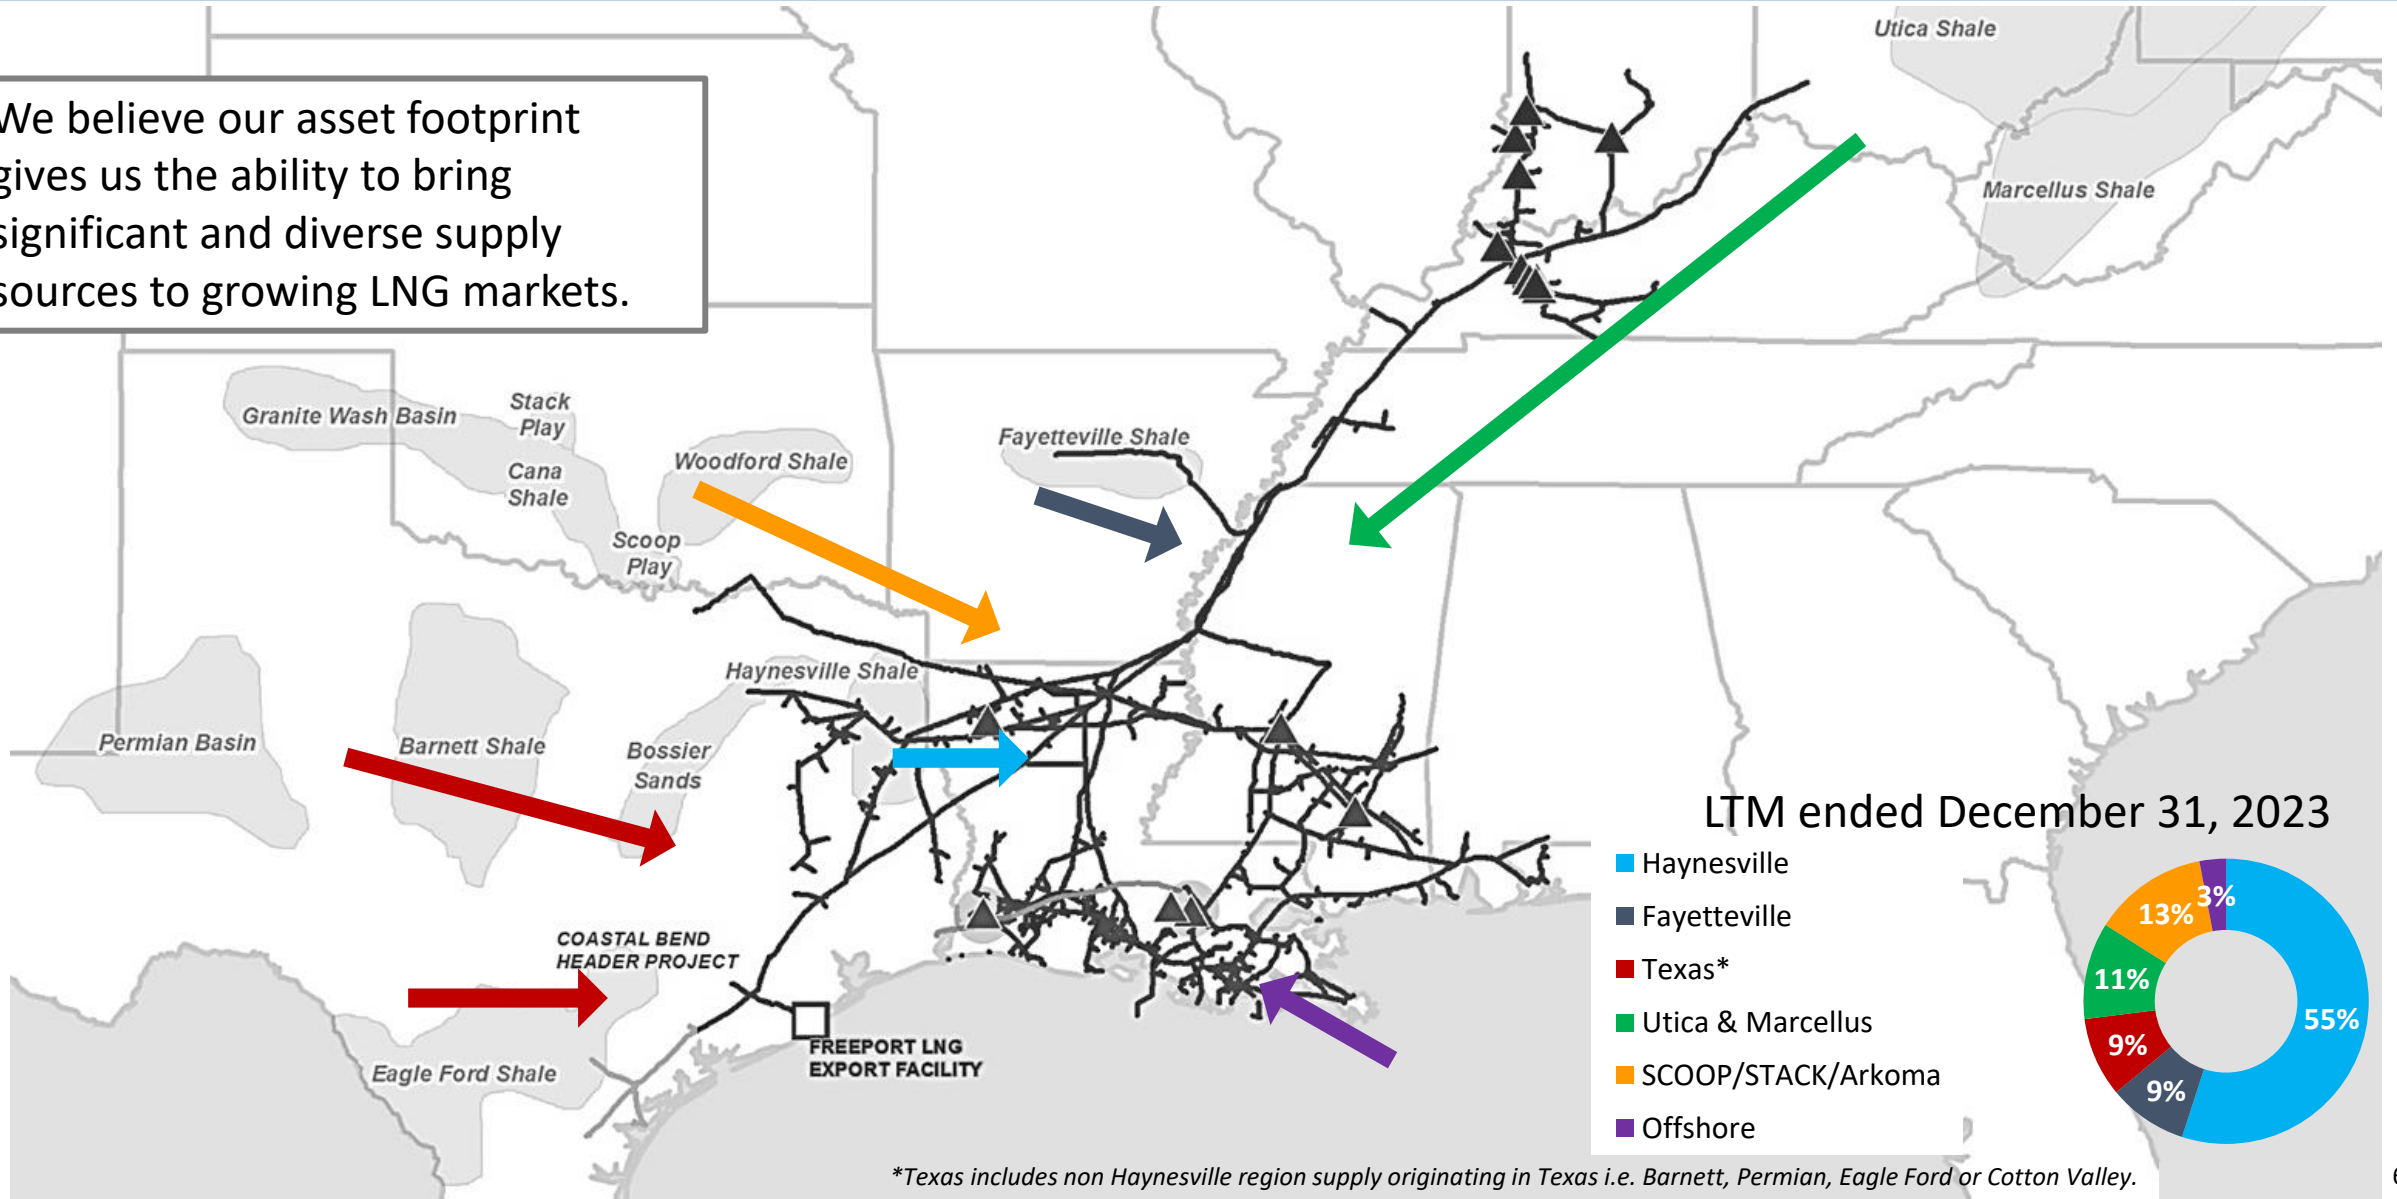 We believe our asset footprint
gives us the ability to bring
significant and diverse supply
sources to growing LNG markets.
Utica Shale
Marcellus Shale
Granite Wash Basin
Stack
Play
Cana
Shale
Woodford Shale
Scoop
Play
Fayetteville Shale
Haynesville Shale
Permian Basin
Barnett Shale
Bossier
Sands
COASTAL BEND
HEADER PROJECT
FREEPORT LNG
EXPORT FACILITY
Eagle Ford Shale
LTM ended December 31, 2023
Haynesville
Fayetteville
Texas*
Utica & Marcellus
SCOOP/STACK/Arkoma
Offshore
3%
13%
11%
9%
9%
55%
*Texas includes non Haynesville region supply originating in Texas i.e. Barnett, Permian, Eagle Ford or Cotton Valley.